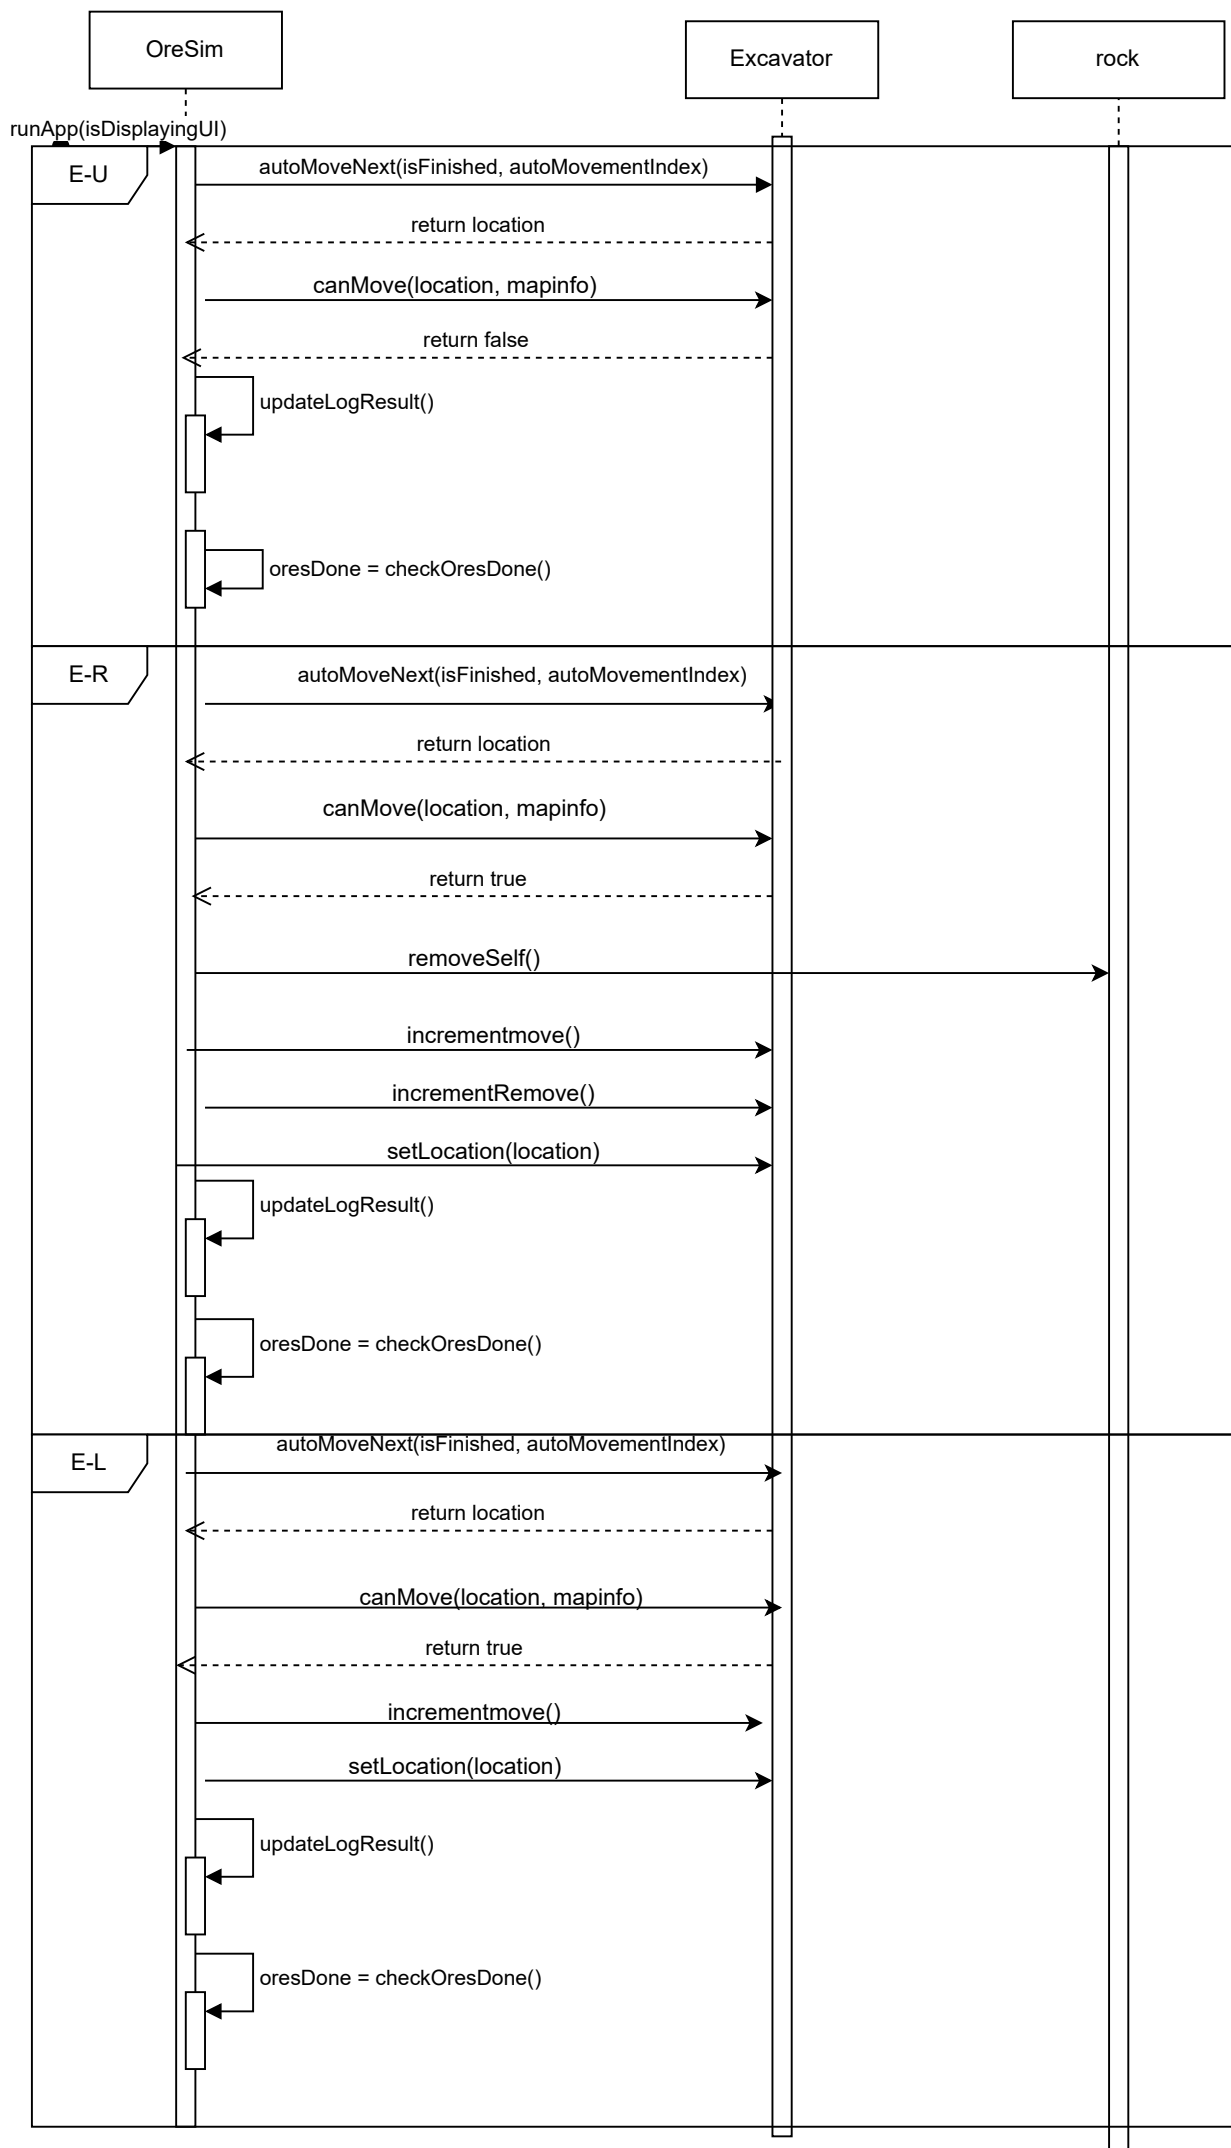 OreSim
Excavator
rock
runApp(isDisplayingUI)
E-U
autoMoveNext(isFinished, autoMovementIndex)
return location
canMove(location, mapinfo)
return false
updateLogResult()
oresDone = checkOresDone()
E-R
autoMoveNext(isFinished, autoMovementIndex)
return location
canMove(location, mapinfo)
return true
removeSelf()
incrementmove()
incrementRemove()
setLocation(location)
updateLogResult()
oresDone = checkOresDone()
E-L
autoMoveNext(isFinished, autoMovementIndex)
return location
canMove(location, mapinfo)
return true
incrementmove()
setLocation(location)
updateLogResult()
oresDone = checkOresDone()